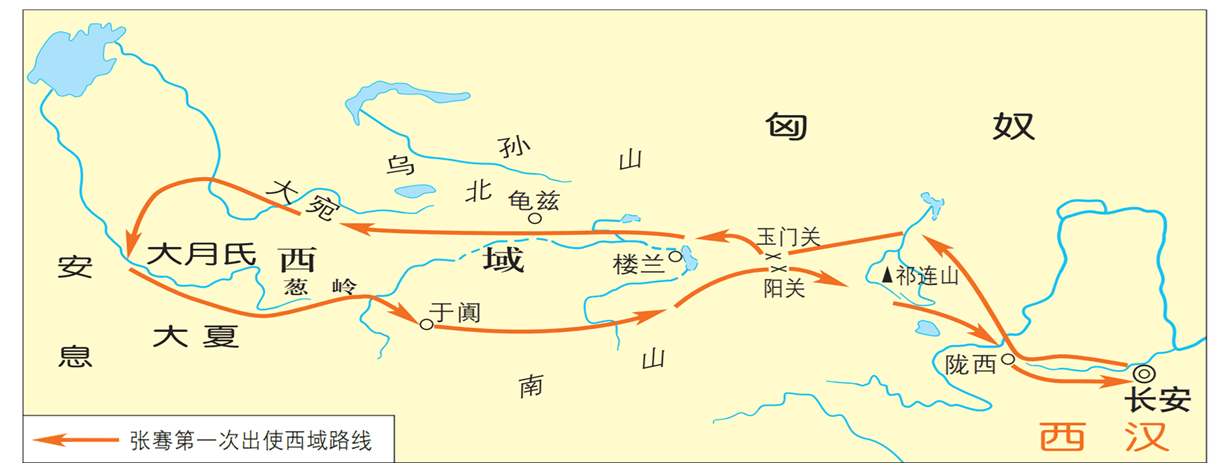 匈奴
乌孙
北山
龟兹
大宛
玉门关
大月氏
西域
楼兰
祁连山
安息
葱岭
阳关
于阗
大夏
陇西
南山
长安
西汉
张骞第一次出使西域路线